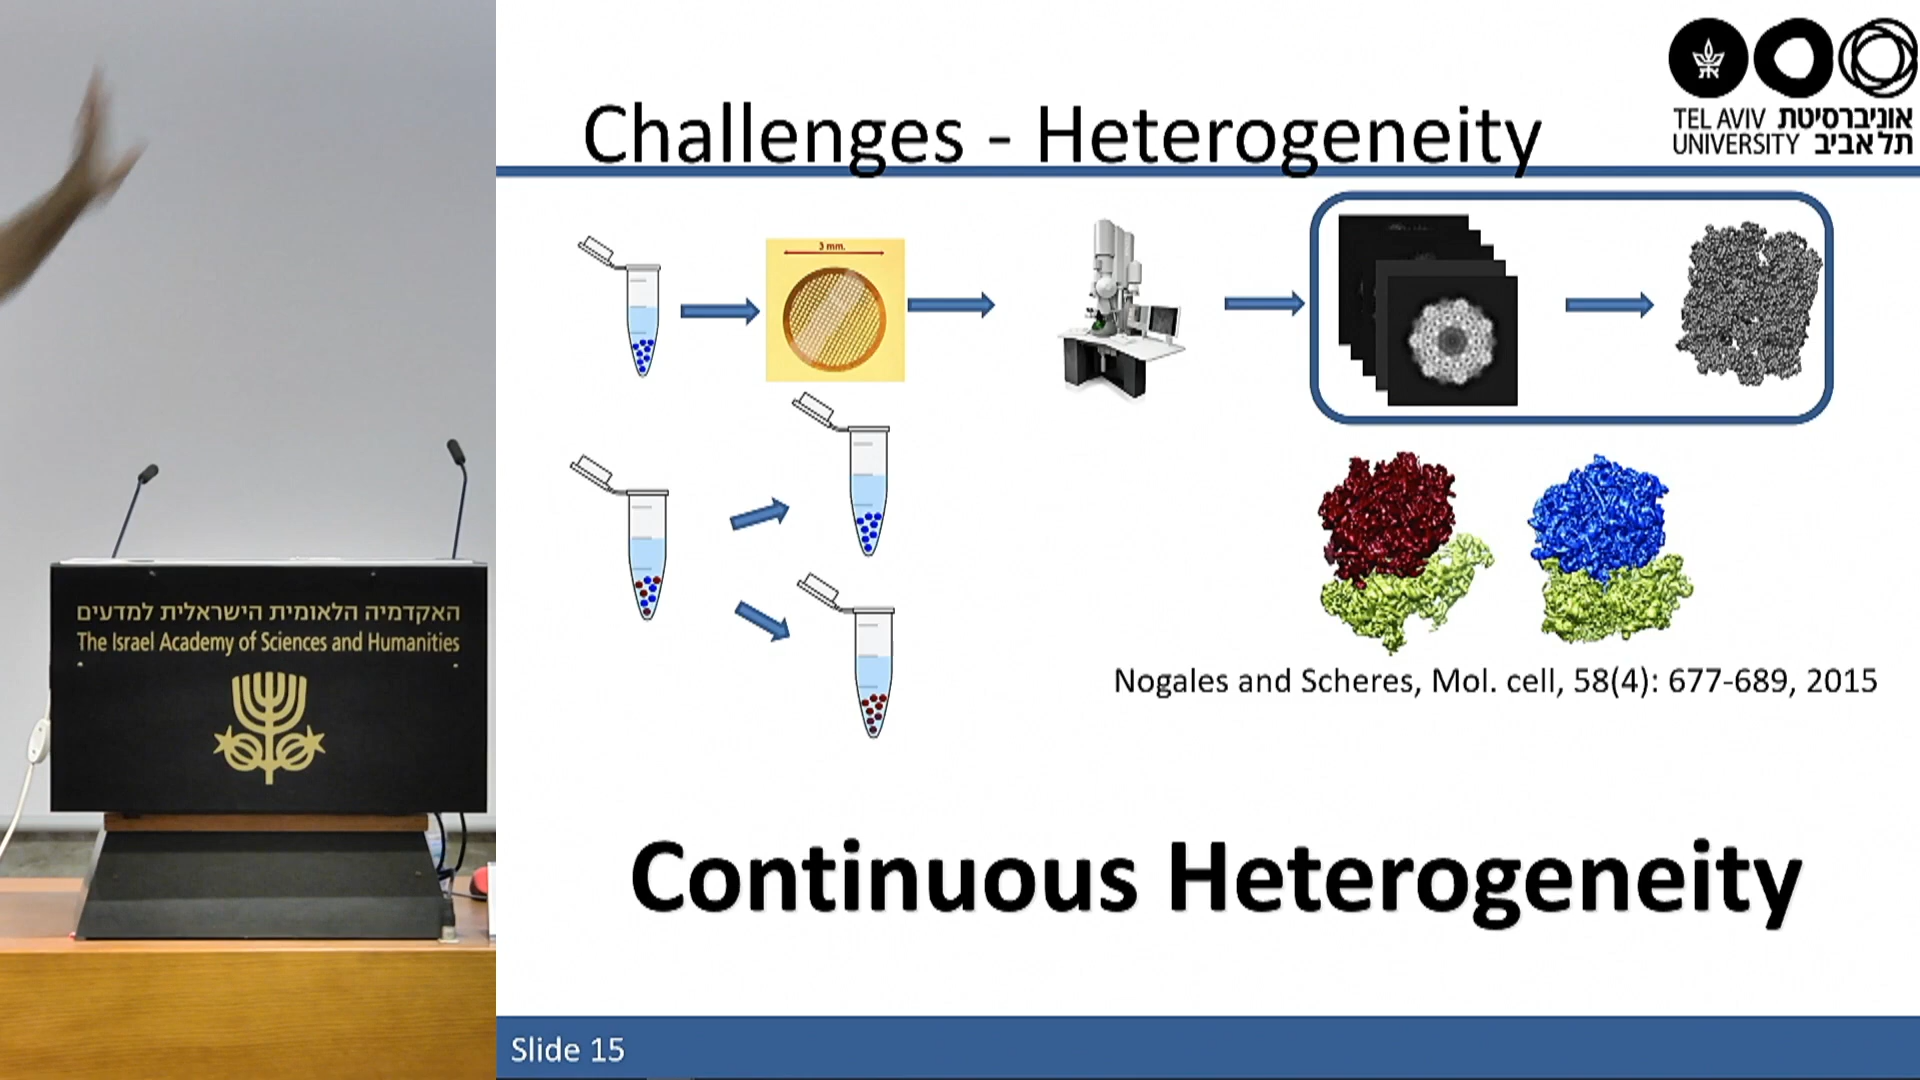 האקדמיה הלאומית הישראלית למדעים
The Israel Academy of Sciences and Humanities
TEL AVIV אוניברסיטת
UNIVERSITY תל אביב
Challenges - Heterogeneity
3 mm.
Nogales and Scheres, Mol. cell, 58(4): 677-689, 2015
Continuous Heterogeneity
Slide 15